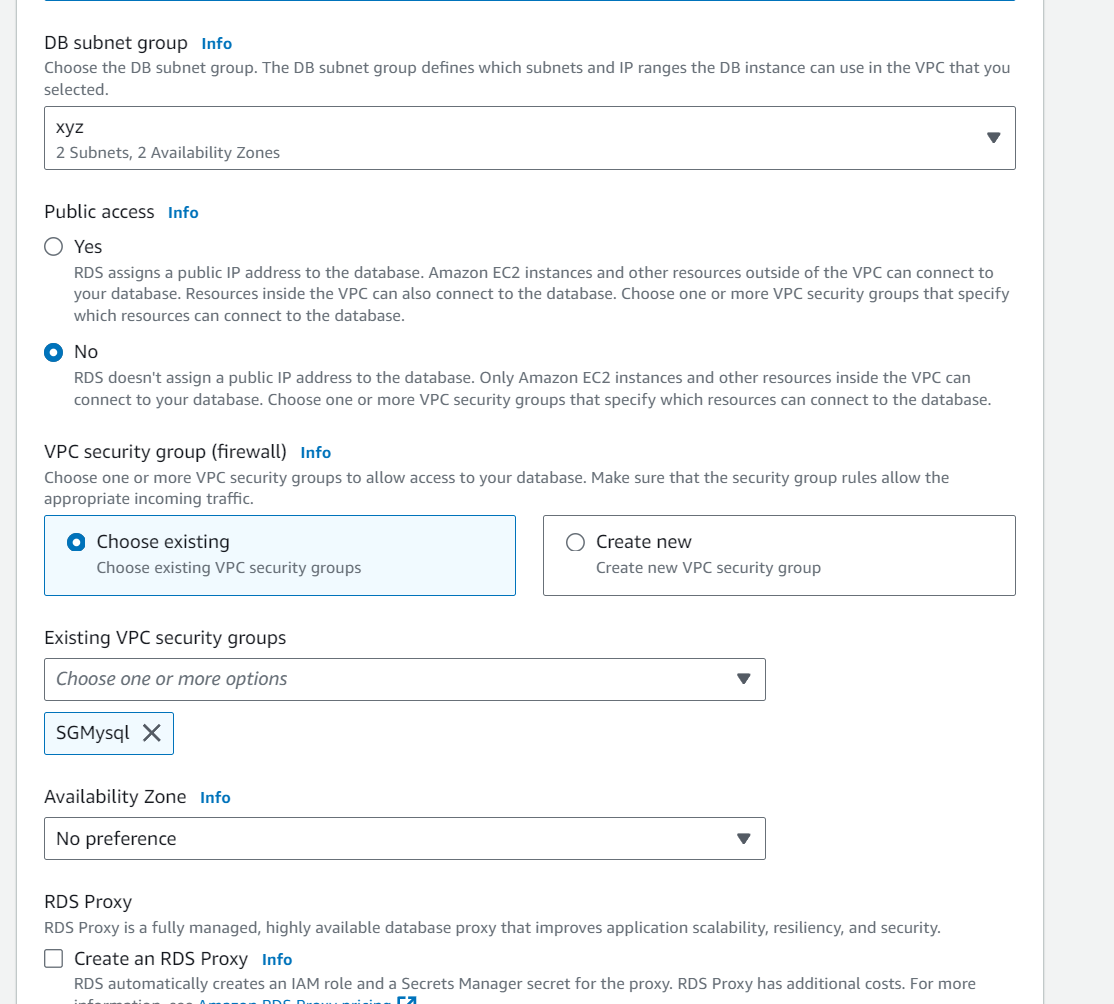 DB subnet group Info
Choose the DB subnet group. The DB subnet group defines which subnets and IP ranges the DB instance can use in the VPC that you
selected.
xyz
2 Subnets, 2 Availability Zones
Public access Info
Yes
RDS assigns a public IP address to the database. Amazon EC2 instances and other resources outside of the VPC can connect to
your database. Resources inside the VPC can also connect to the database. Choose one or more VPC security groups that specify
which resources can connect to the database.
No
RDS doesn't assign a public IP address to the database. Only Amazon EC2 instances and other resources inside the VPC can
connect to your database. Choose one or more VPC security groups that specify which resources can connect to the database.
VPC security group (firewall) Info
Choose one or more VPC security groups to allow access to your database. Make sure that the security group rules allow the
appropriate incoming traffic.
Choose existing
Choose existing VPC security groups
Create new
Create new VPC security group
Existing VPC security groups
Choose one or more options
SGMysql
Availability Zone Info
No preference
RDS Proxy
RDS Proxy is a fully managed, highly available database proxy that improves application scalability, resiliency, and security.
Create an RDS Proxy Info
RDS automatically creates an IAM role and a Secrets Manager secret for the proxy. RDS Proxy has additional costs. For more
information, see Amazon RDS Proxy pricing